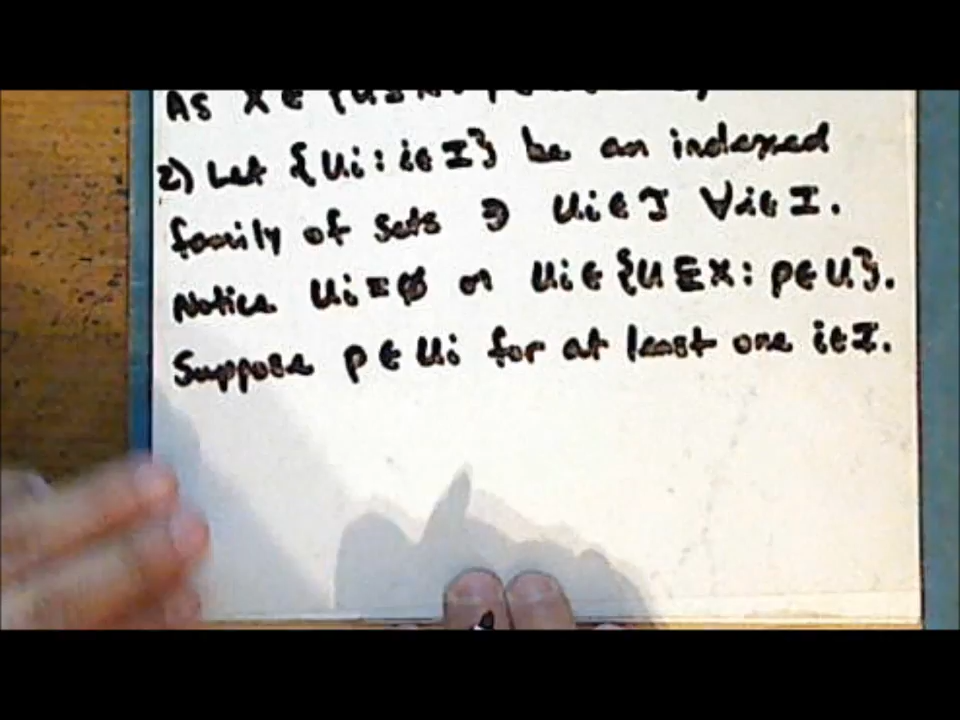 As X ∈ {U
2) Let {Ui : i ∈ I} be an indexed
family of sets ∋ Ui ∈ J ∀ i ∈ I.
Notice Ui = ∅ or Ui ∈ {U ⊆ X : p ∈ U}.
Suppose p ∈ Ui for at least one i ∈ I.